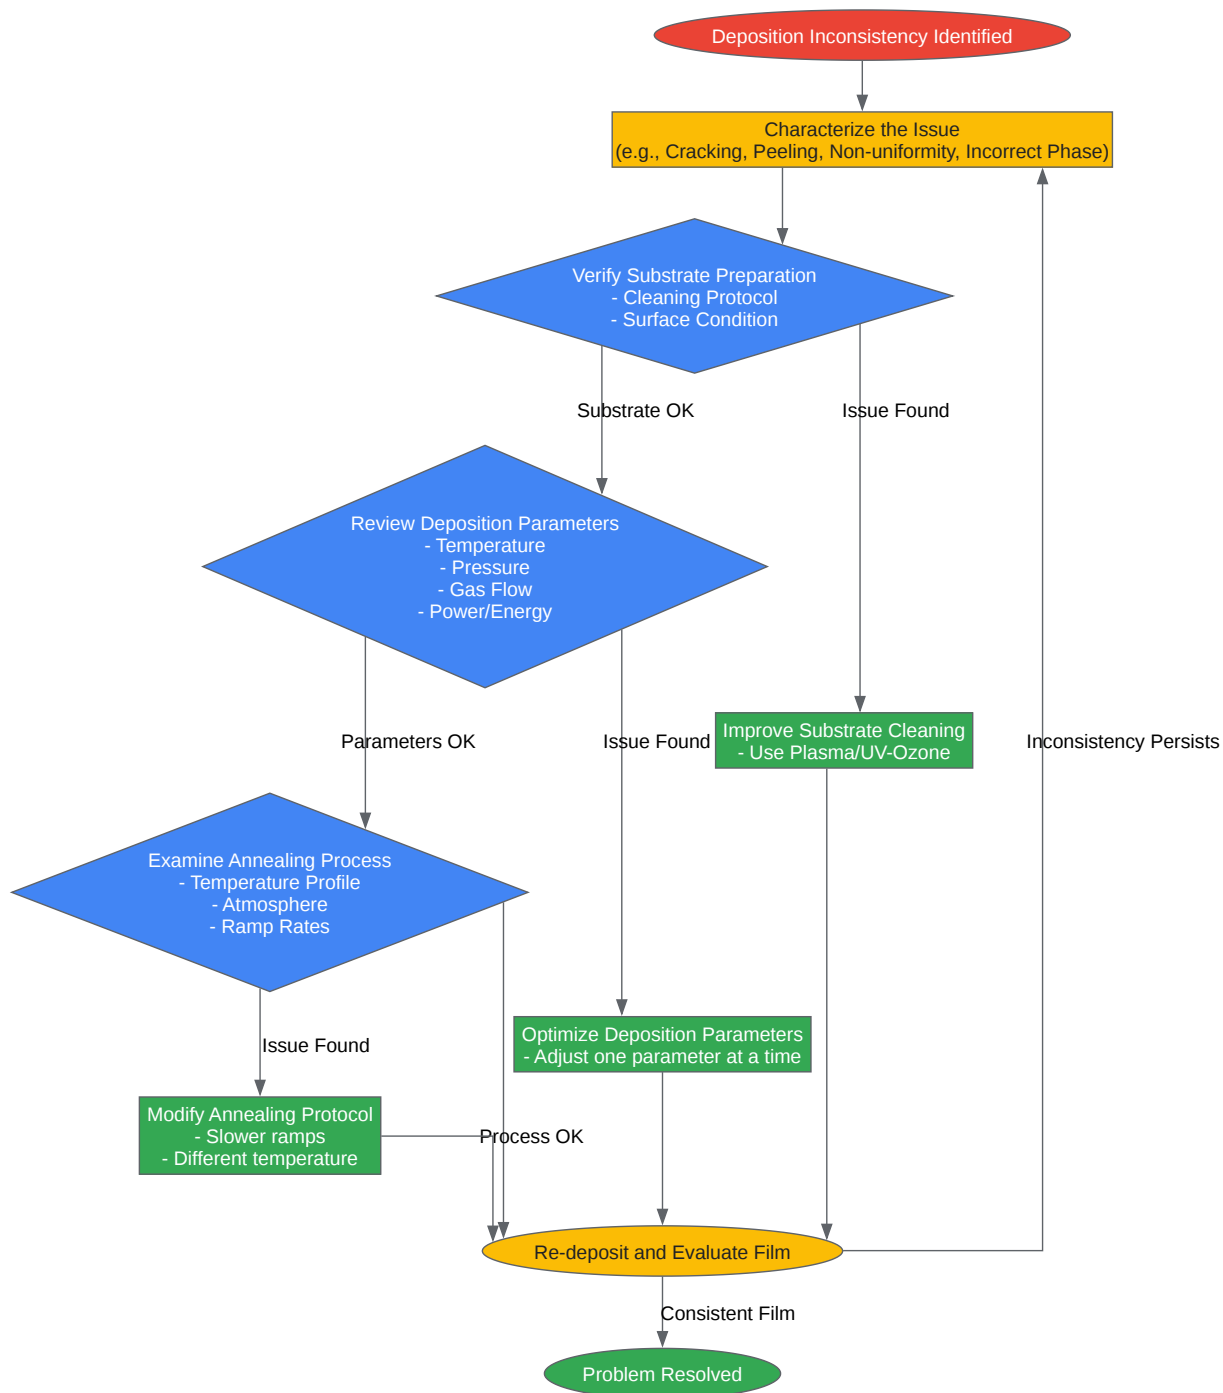 Deposition Inconsistency Identified
Characterize the Issue
(e.g., Cracking, Peeling, Non-uniformity, Incorrect Phase)
Verify Substrate Preparation
- Cleaning Protocol
- Surface Condition
Substrate OK
Issue Found
Review Deposition Parameters
- Temperature
- Pressure
- Gas Flow
- Power/Energy
Parameters OK
Issue Found
Improve Substrate Cleaning
- Use Plasma/UV-Ozone
Inconsistency Persists
Examine Annealing Process
- Temperature Profile
- Atmosphere
- Ramp Rates
Issue Found
Optimize Deposition Parameters
- Adjust one parameter at a time
Modify Annealing Protocol
- Slower ramps
- Different temperature
Process OK
Re-deposit and Evaluate Film
Consistent Film
Problem Resolved